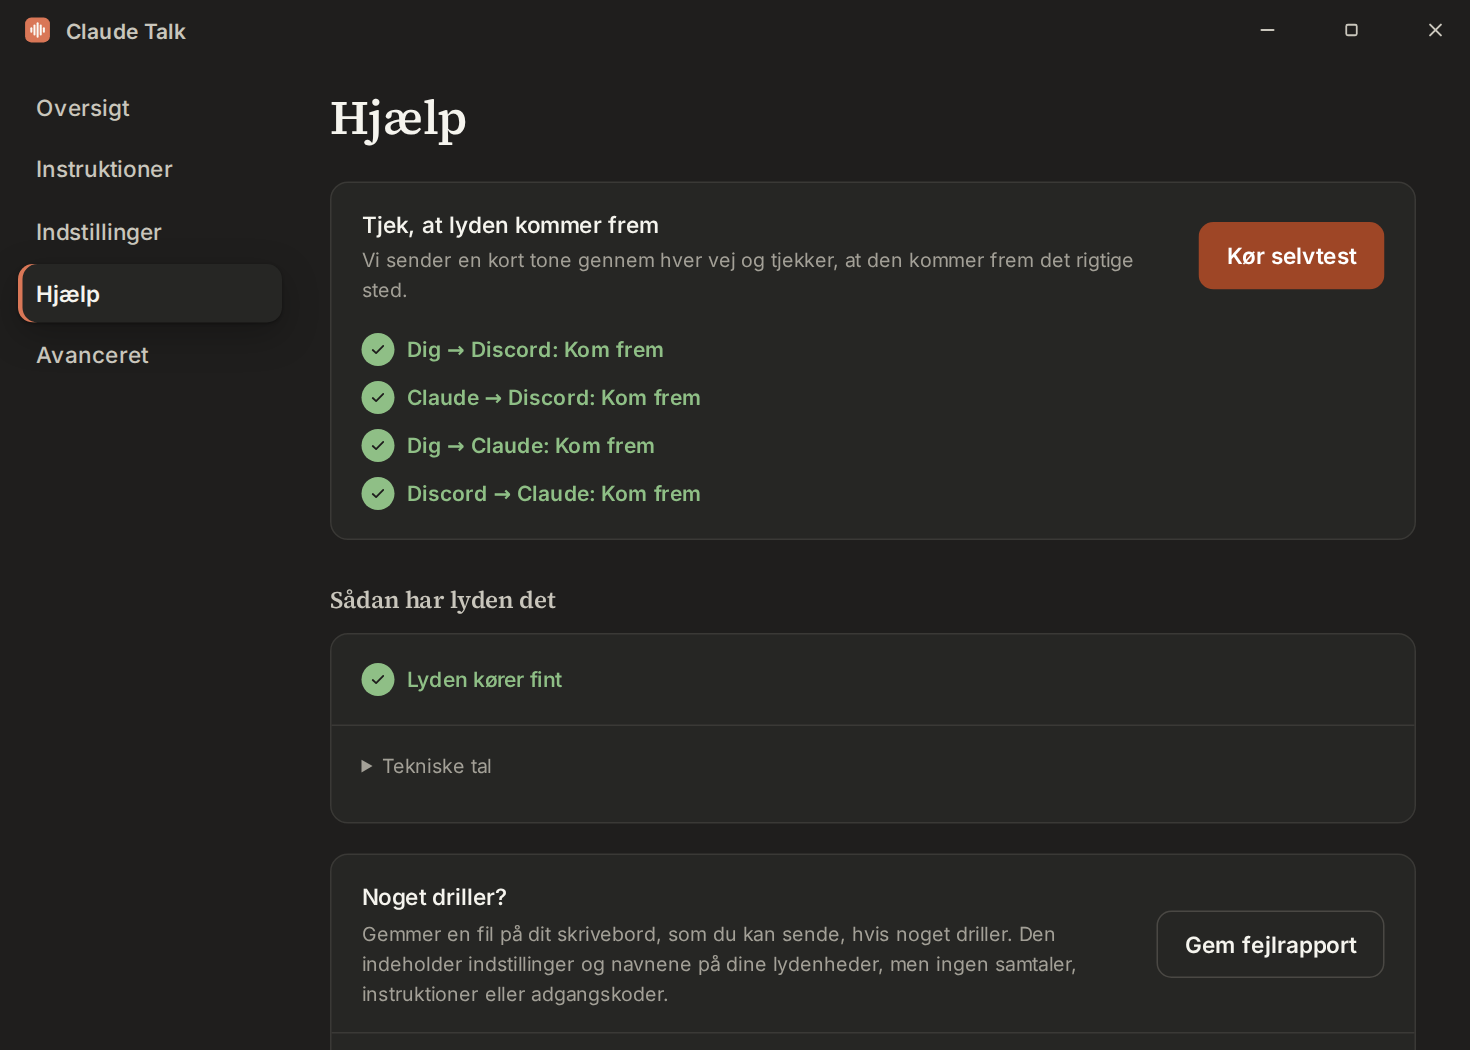 Claude Talk
Oversigt
Instruktioner
Indstillinger
Hjælp
Avanceret
Hjælp
Tjek, at lyden kommer frem
Vi sender en kort tone gennem hver vej og tjekker, at den kommer frem det rigtige
sted.
Kør selvtest
Dig → Discord: Kom frem
Claude → Discord: Kom frem
Dig → Claude: Kom frem
Discord → Claude: Kom frem
Sådan har lyden det
Lyden kører fint
Tekniske tal
Noget driller?
Gemmer en fil på dit skrivebord, som du kan sende, hvis noget driller. Den
indeholder indstillinger og navnene på dine lydenheder, men ingen samtaler,
instruktioner eller adgangskoder.
Gem fejlrapport